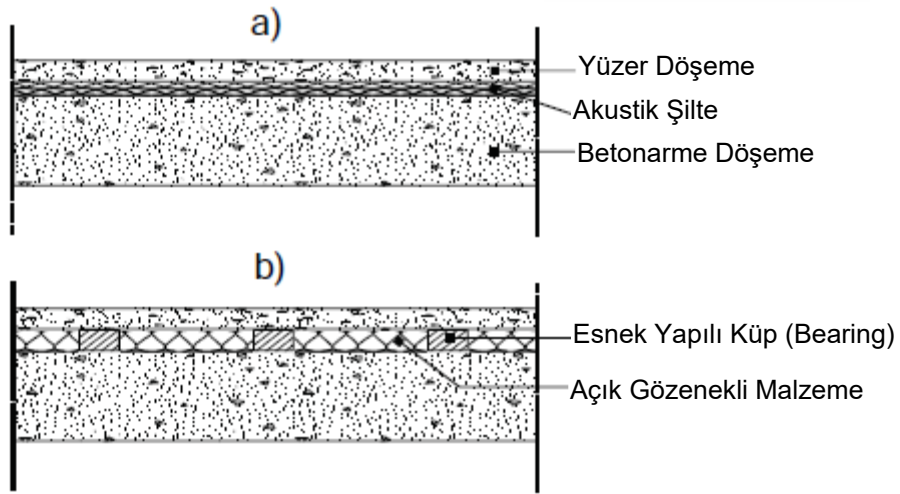 a)
Yüzer Döşeme
Akustik Şilte
Betonarme Döşeme
b)
Esnek Yapılı Küp (Bearing)
Açık Gözenekli Malzeme